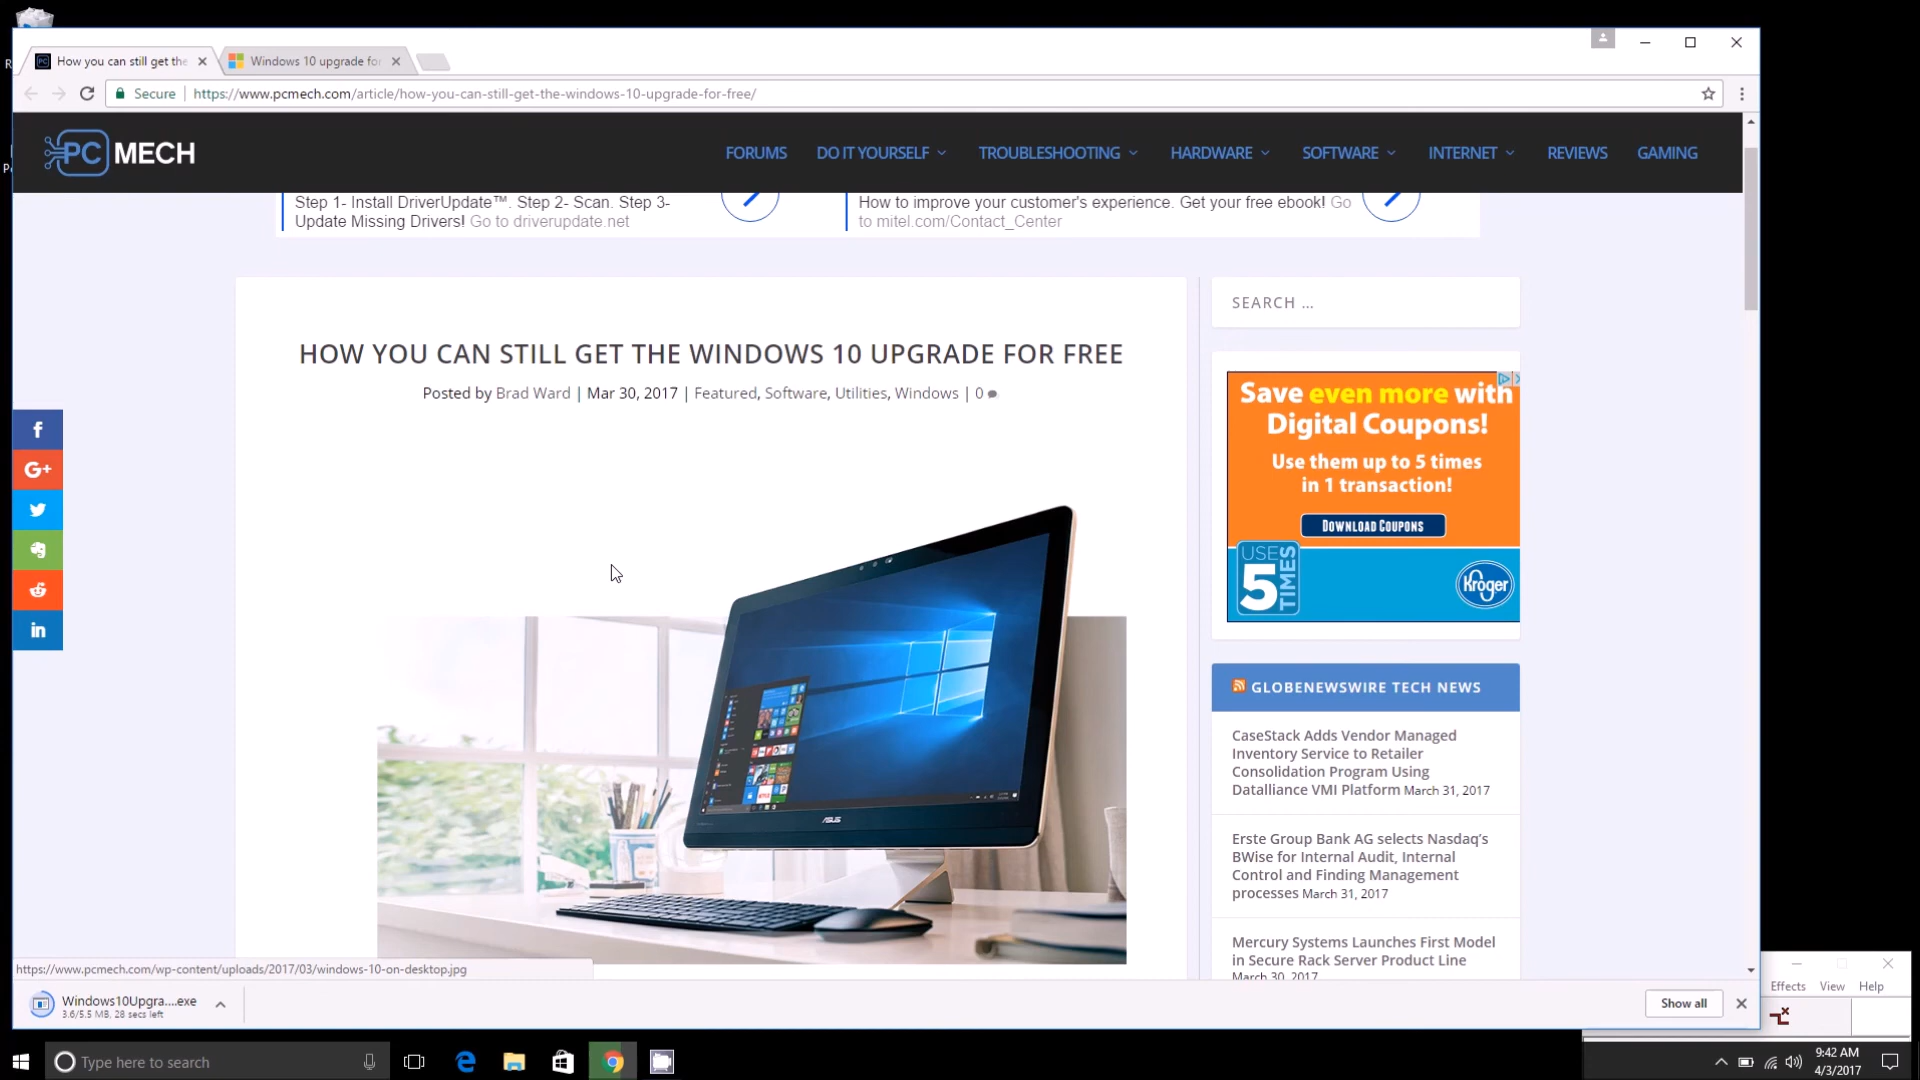 How you can still get the
Windows 10 upgrade for
Secure
https://www.pcmech.com/article/how-you-can-still-get-the-windows-10-upgrade-for-free/
PC MECH
FORUMS
DO IT YOURSELF
TROUBLESHOOTING
HARDWARE
SOFTWARE
INTERNET
REVIEWS
GAMING
Step 1- Install DriverUpdate™. Step 2- Scan. Step 3-
Update Missing Drivers! Go to driverupdate.net
How to improve your customer's experience. Get your free ebook! Go
to mitel.com/Contact_Center
HOW YOU CAN STILL GET THE WINDOWS 10 UPGRADE FOR FREE
Posted by Brad Ward | Mar 30, 2017 | Featured, Software, Utilities, Windows | 0
f
G+
in
ASUS
SEARCH ...
Save even more with
Digital Coupons!
Use them up to 5 times
in 1 transaction!
DOWNLOAD COUPONS
USES
5
TIMES
Kroger
GLOBENEWSWIRE TECH NEWS
CaseStack Adds Vendor Managed
Inventory Service to Retailer
Consolidation Program Using
Datalliance VMI Platform March 31, 2017
Erste Group Bank AG selects Nasdaq's
BWise for Internal Audit, Internal
Control and Finding Management
processes March 31, 2017
Mercury Systems Launches First Model
in Secure Rack Server Product Line
March 30, 2017
https://www.pcmech.com/wp-content/uploads/2017/03/windows-10-on-desktop.jpg
Windows10Upgra....exe
3.6/5.5 MB, 28 secs left
Show all
Effects
View
Help
Type here to search
9:42 AM
4/3/2017